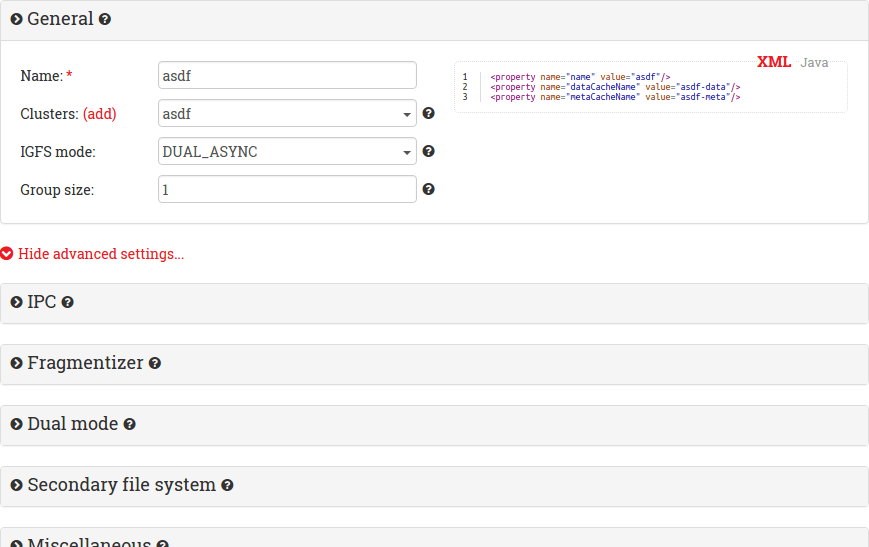 General
Name: *
asdf
Clusters: (add)
asdf
IGFS mode:
DUAL_ASYNC
Group size:
1
XML Java
1 <property name="name" value="asdf"/>
2 <property name="dataCacheName" value="asdf-data"/>
3 <property name="metaCacheName" value="asdf-meta"/>
Hide advanced settings...
IPC
Fragmentizer
Dual mode
Secondary file system
Miscellaneous